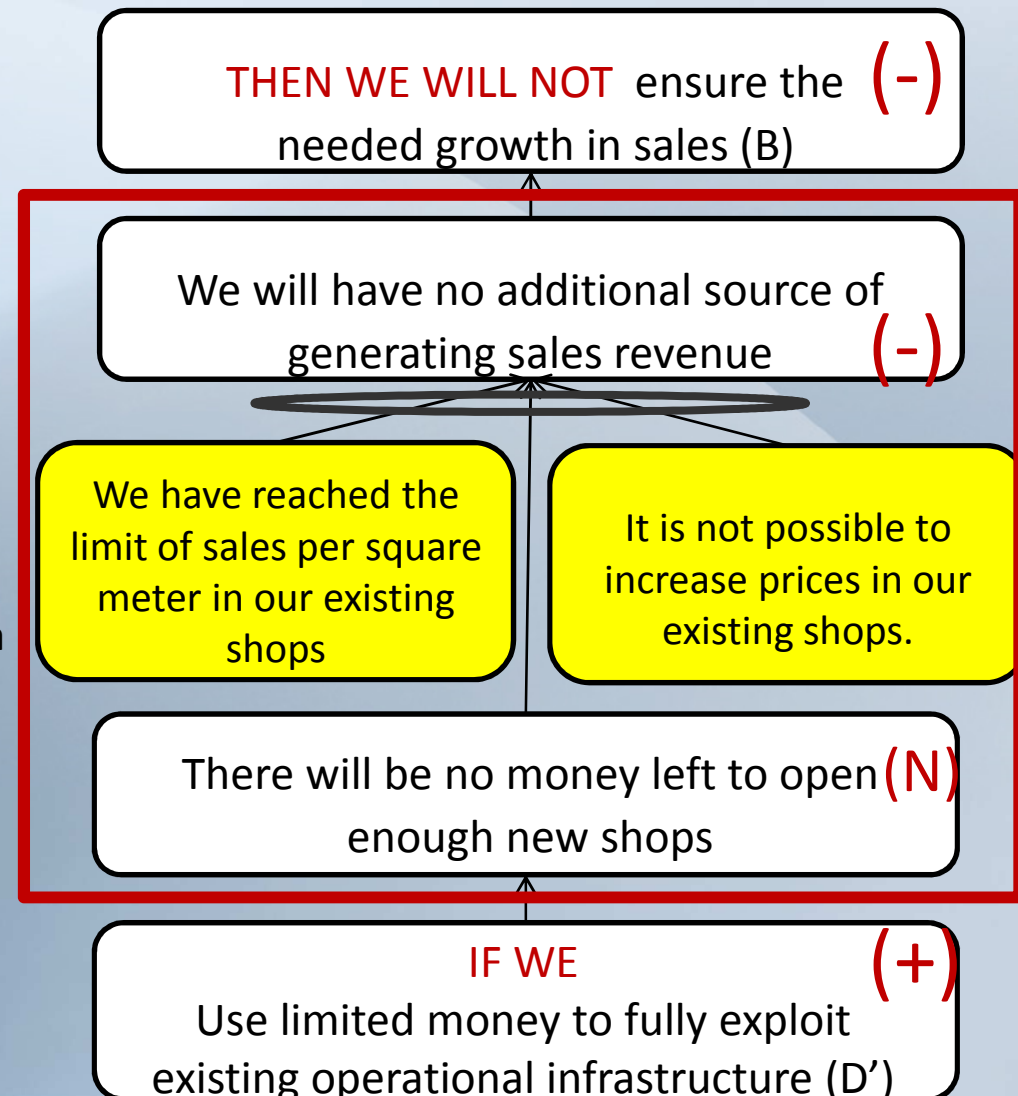 THEN WE WILL NOT ensure the (-)
needed growth in sales (B)
We will have no additional source of
generating sales revenue (-)
We have reached the
limit of sales per square
meter in our existing
shops
It is not possible to
increase prices in our
existing shops.
There will be no money left to open (N)
enough new shops
IF WE (+)
Use limited money to fully exploit
existing operational infrastructure (D’)